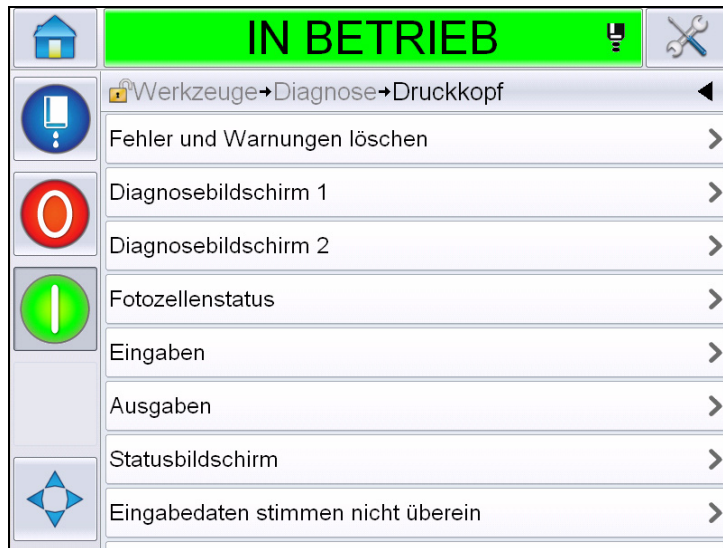 IN BETRIEB
Werkzeuge→Diagnose→Druckkopf
Fehler und Warnungen löschen
Diagnosebildschirm 1
Diagnosebildschirm 2
Fotozellenstatus
Eingaben
Ausgaben
Statusbildschirm
Eingabedaten stimmen nicht überein